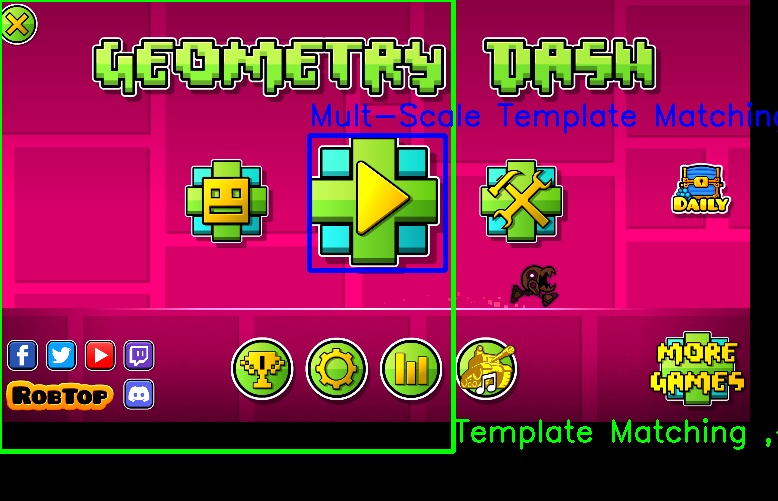 GEOMETRY DASH
Mult-Scale Template Matching
DAILY
MORE
GAMES
ROBTOP
Template Matching ,